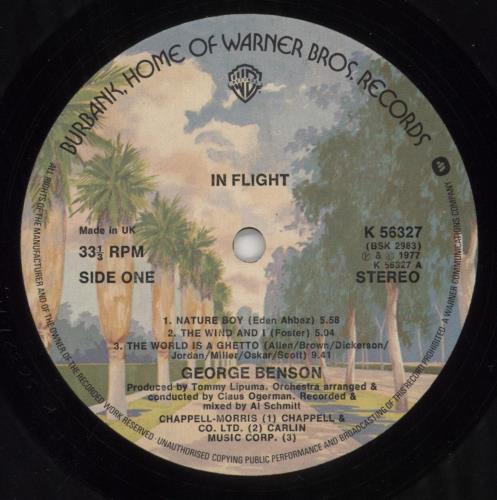 BURBANK, HOME OF WARNER BROS. RECORDS
IN FLIGHT
Made in UK
33⅓ RPM
SIDE ONE
K 56327
(BSK 2983)
℗ & © 1977
K 56327 A
STEREO
1. NATURE BOY (Eden Ahbez) 5.58
2. THE WIND AND I (Foster) 5.04
3. THE WORLD IS A GHETTO (Allen/Brown/Dickerson/
Jordan/Miller/Oskar/Scott) 9.41
GEORGE BENSON
Produced by Tommy Lipuma. Orchestra arranged &
conducted by Claus Ogerman. Recorded &
mixed by Al Schmitt
CHAPPELL-MORRIS (1) CHAPPELL &
CO. LTD. (2) CARLIN
MUSIC CORP. (3)
ALL RIGHTS OF THE MANUFACTURER AND OF THE OWNER OF THE RECORDED WORK RESERVED · UNAUTHORISED COPYING PUBLIC PERFORMANCE AND BROADCASTING OF THIS RECORD PROHIBITED · A WARNER COMMUNICATIONS COMPANY